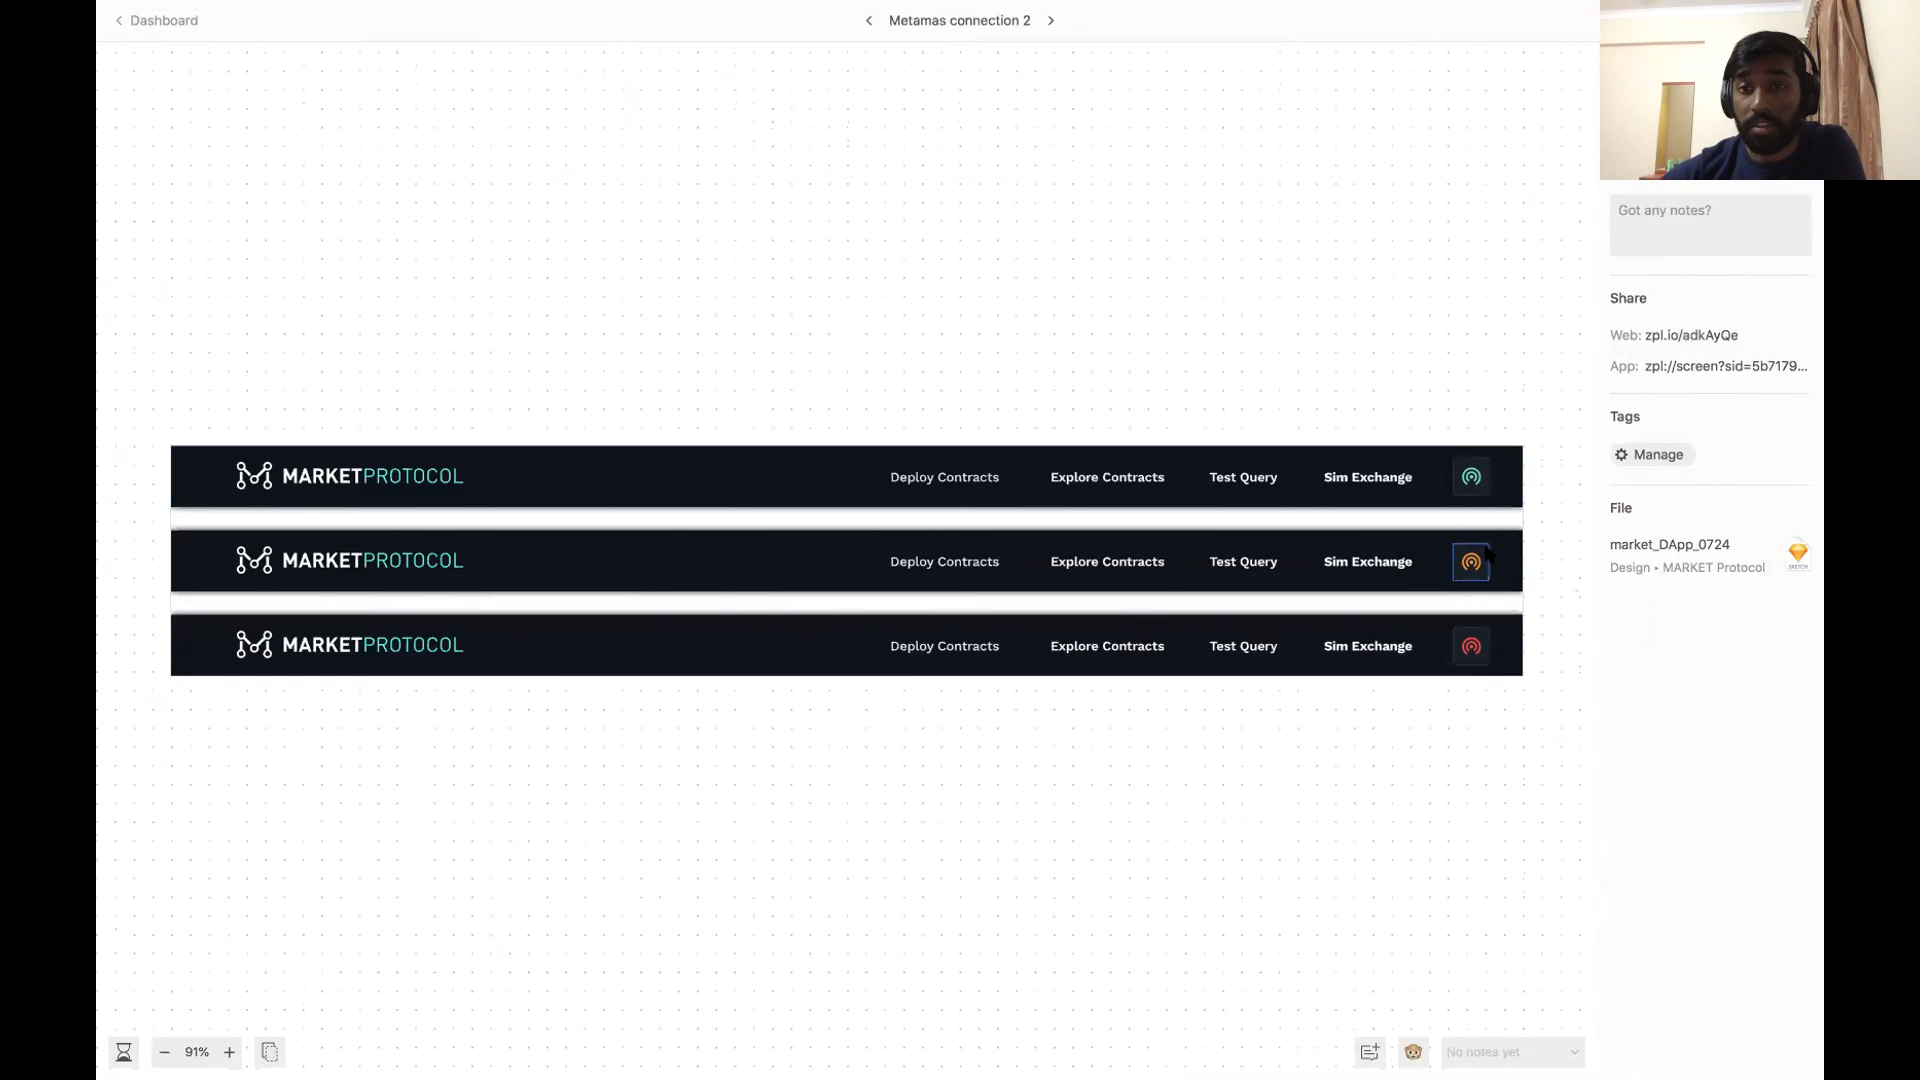 Dashboard
Metamas connection 2
Got any notes?
Share
Web: zpl.io/adkAyQe
App: zpl://screen?sid=5b7179...
Tags
Manage
File
market_DApp_0724
Design • MARKET Protocol
SKETCH
MARKETPROTOCOL Deploy Contracts Explore Contracts Test Query Sim Exchange
MARKETPROTOCOL Deploy Contracts Explore Contracts Test Query Sim Exchange
MARKETPROTOCOL Deploy Contracts Explore Contracts Test Query Sim Exchange
91%
No notes yet